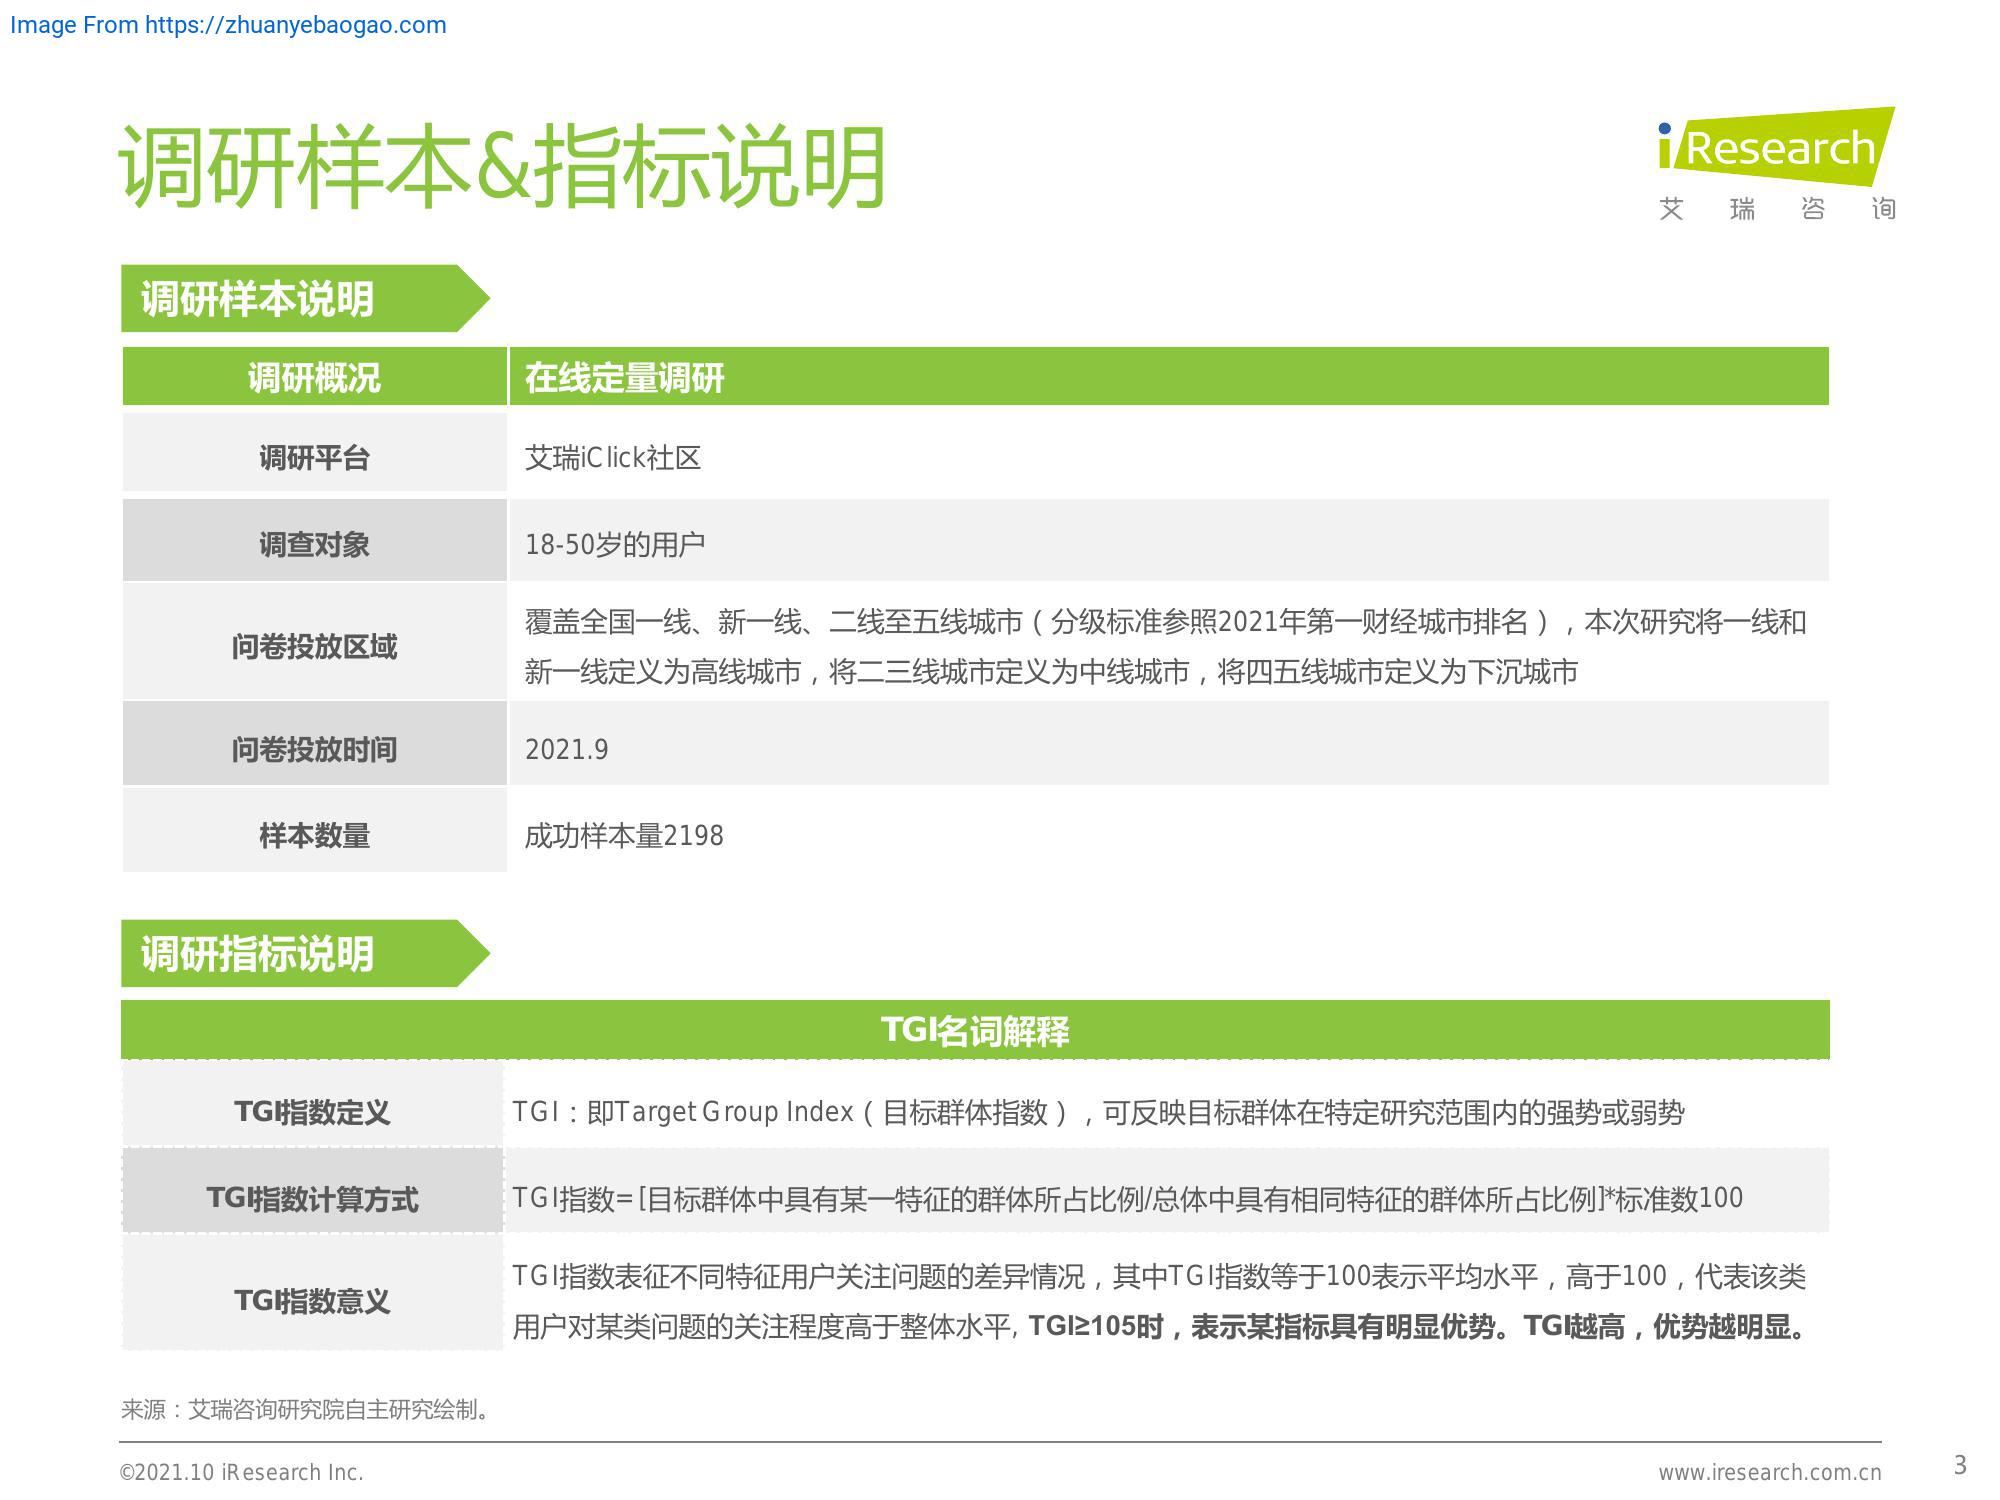 Image From https://zhuanyebaogao.com
调研样本&指标说明
iResearch
艾瑞咨询
调研样本说明
调研概况 在线定量调研
调研平台 艾瑞iClick社区
调查对象 18-50岁的用户
问卷投放区域 覆盖全国一线、新一线、二线至五线城市（分级标准参照2021年第一财经城市排名），本次研究将一线和
新一线定义为高线城市，将二三线城市定义为中线城市，将四五线城市定义为下沉城市
问卷投放时间 2021.9
样本数量 成功样本量2198
调研指标说明
TGI名词解释
TGI指数定义 TGI：即Target Group Index（目标群体指数），可反映目标群体在特定研究范围内的强势或弱势
TGI指数计算方式 TGI指数=[目标群体中具有某一特征的群体所占比例/总体中具有相同特征的群体所占比例]*标准数100
TGI指数意义 TGI指数表征不同特征用户关注问题的差异情况，其中TGI指数等于100表示平均水平，高于100，代表该类
用户对某类问题的关注程度高于整体水平, TGI≥105时，表示某指标具有明显优势。TGI越高，优势越明显。
来源：艾瑞咨询研究院自主研究绘制。
©2021.10 iResearch Inc.
www.iresearch.com.cn
3